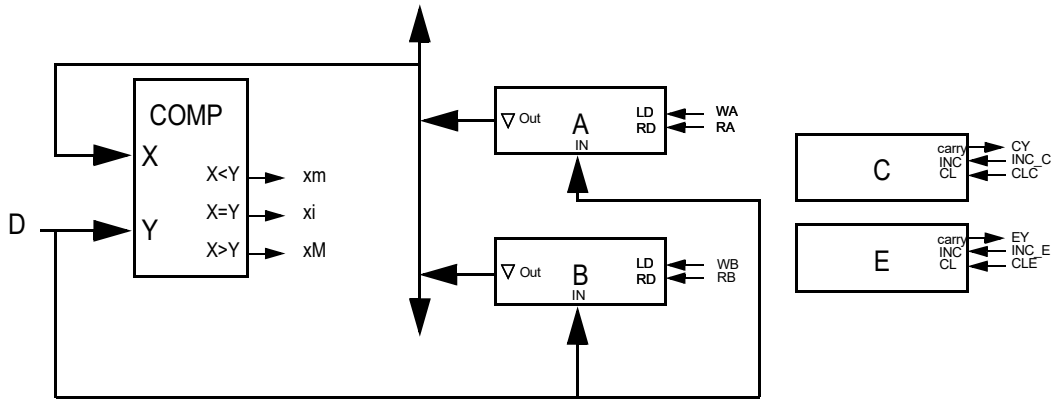 COMP
X
X<Y
xm
X=Y
xi
D
Y
X>Y
xM
Out
A
IN
LD
RD
WA
RA
Out
B
IN
LD
RD
WB
RB
C
carry
INC
CL
CY
INC_C
CLC
E
carry
INC
CL
EY
INC_E
CLE